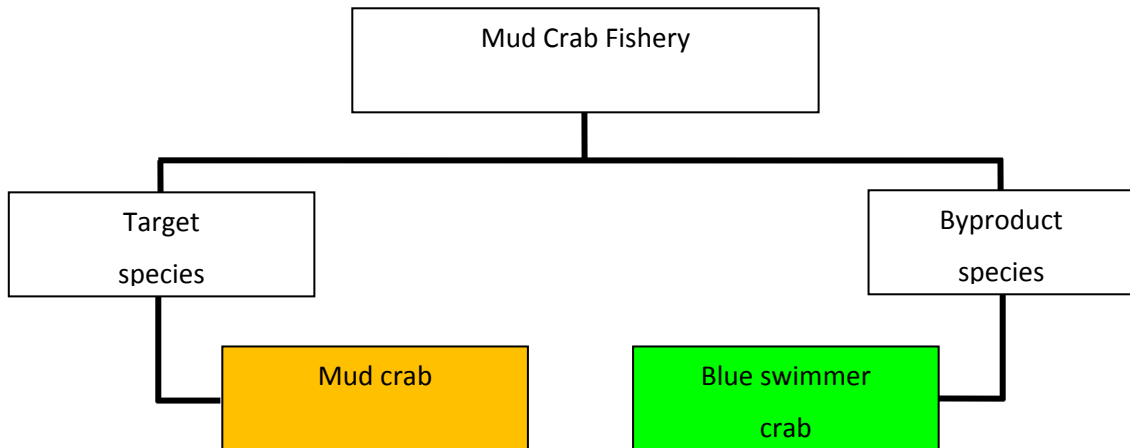 Mud Crab Fishery
Target
species
Byproduct
species
Mud crab
Blue swimmer
crab